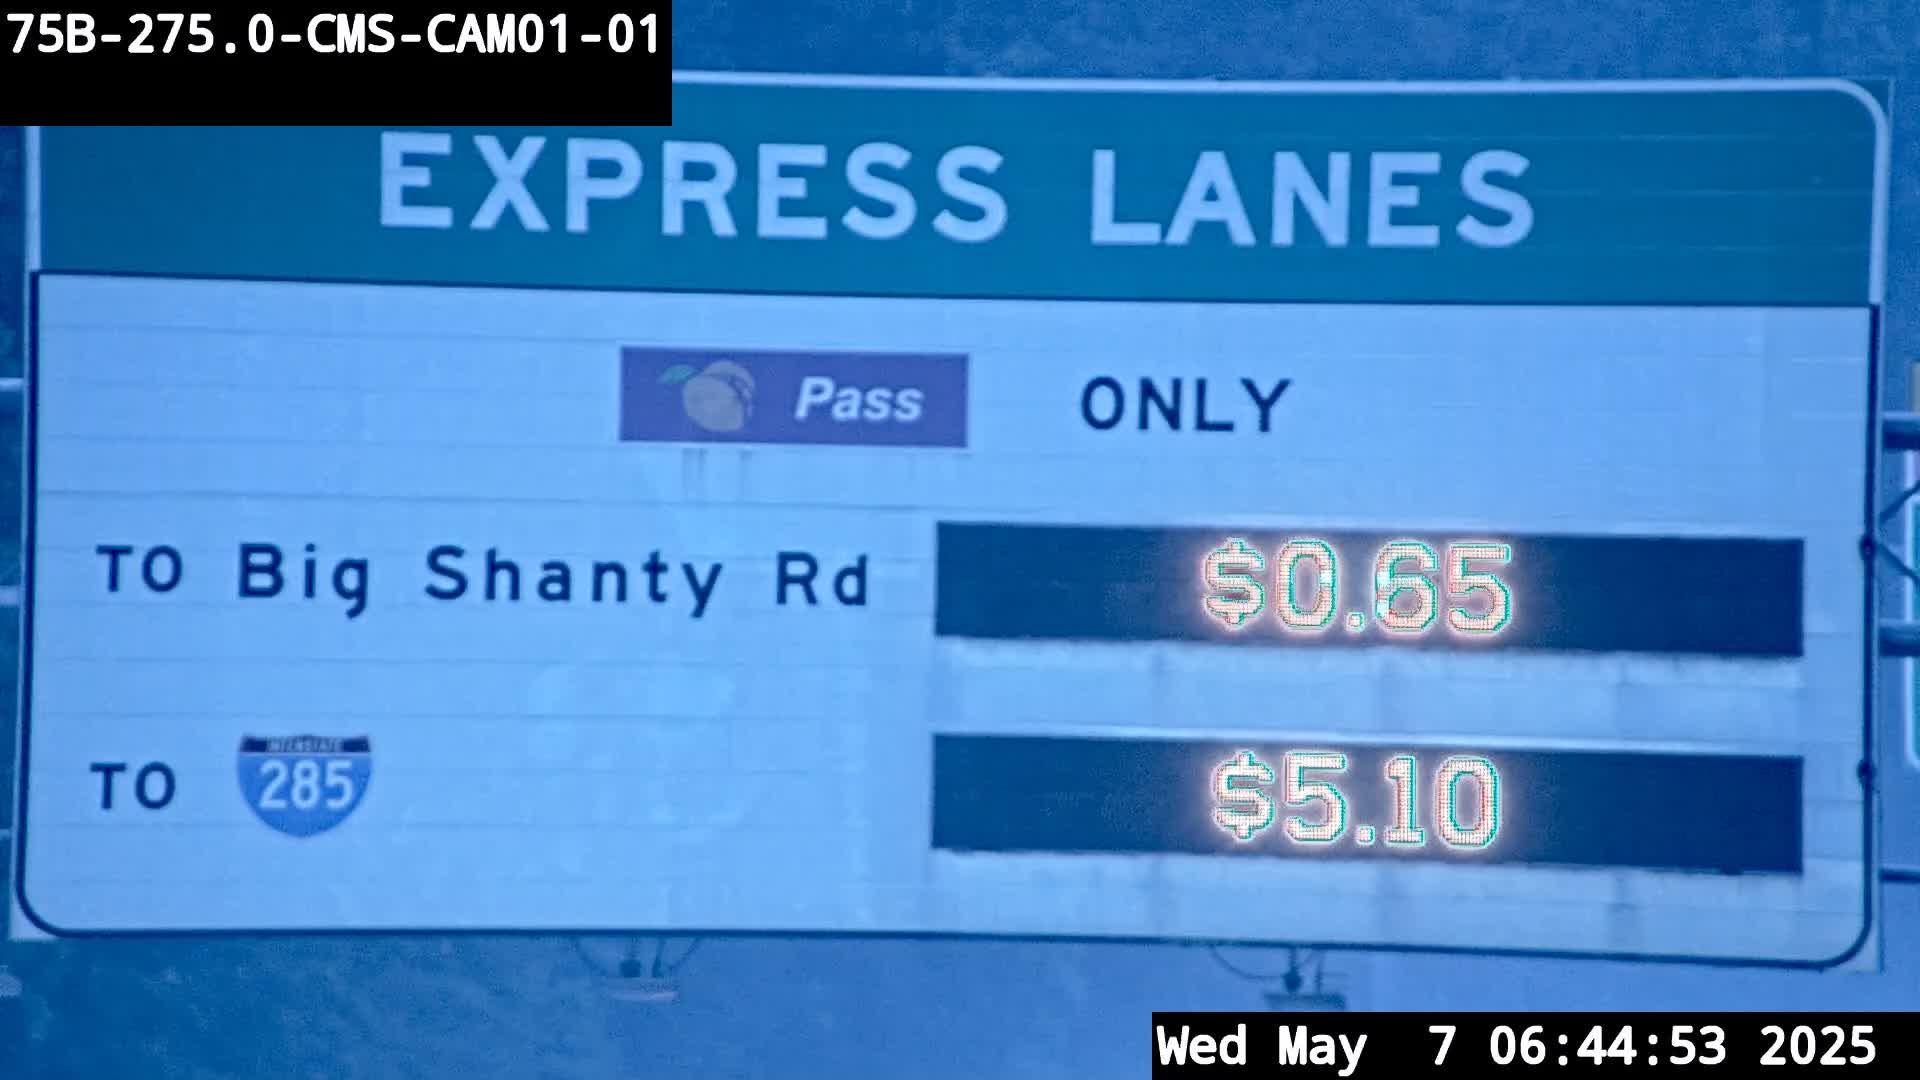 75B-275.0-CMS-CAM01-01
EXPRESS LANES
Pass ONLY
TO Big Shanty Rd $0.65
INTERSTATE
TO 285 $5.10
Wed May 7 06:44:53 2025